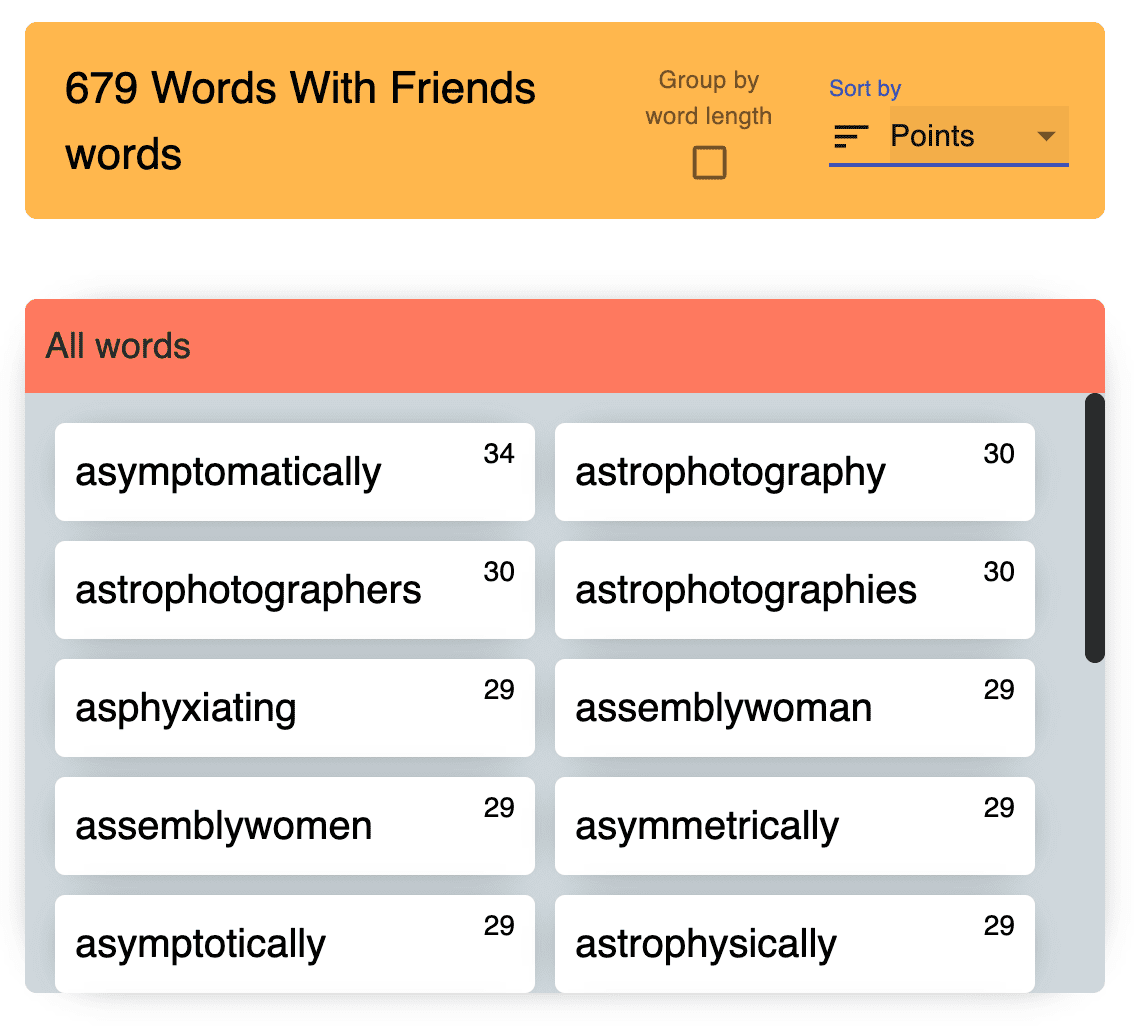 679 Words With Friends
words
Group by
word length
Sort by
Points
All words
asymptomatically 34
astrophotography 30
astrophotographers 30
astrophotographies 30
asphyxiating 29
assemblywoman 29
assemblywomen 29
asymmetrically 29
asymptotically 29
astrophysically 29